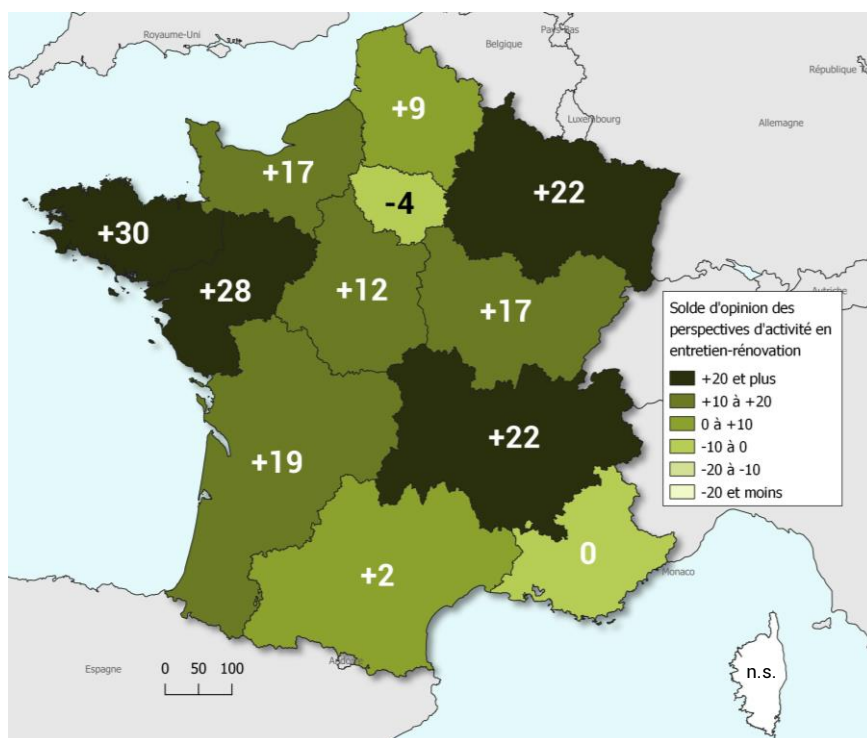 Royaume-Uni
Pays-Bas
Belgique
République T
Luxembourg
Allemagne
+9
+17
-4
+22
+30
+28
+12
+17
Autriche
Solde d'opinion des
perspectives d'activité en
entretien-rénovation
+20 et plus
+10 à +20
0 à +10
-10 à 0
-20 à -10
-20 et moins
+22
+19
0
+2
Monaco
Andorre
Espagne
0 50 100
n.s.